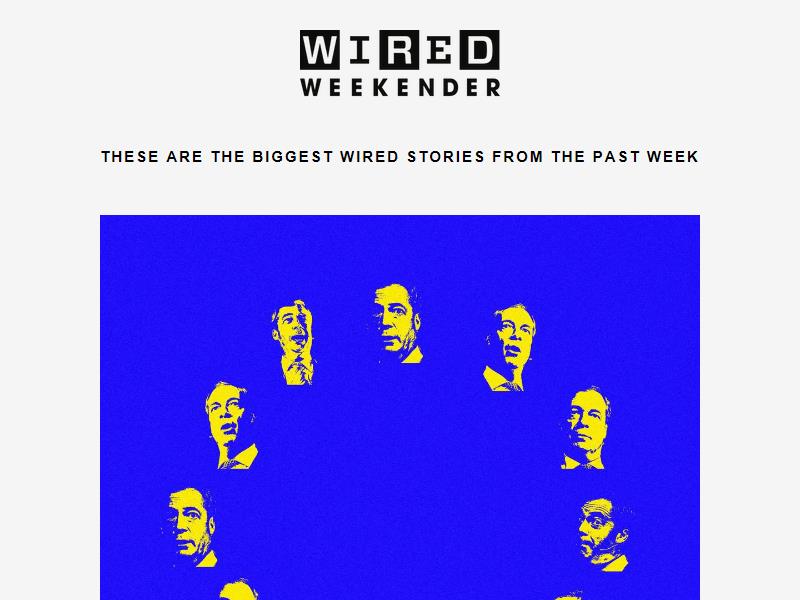 WIRED
WEEKENDER
THESE ARE THE BIGGEST WIRED STORIES FROM THE PAST WEEK